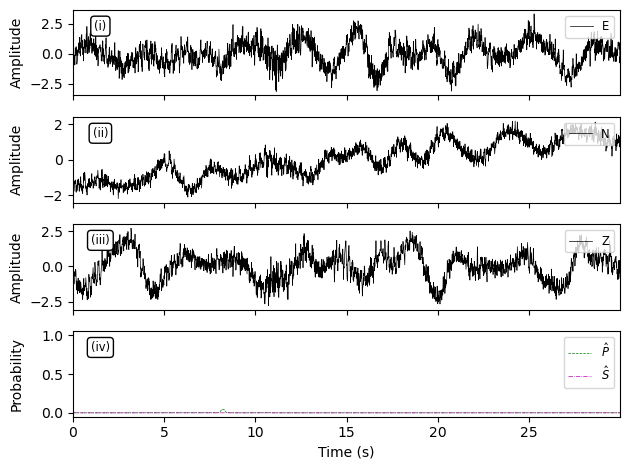 Amplitude
2.5
0.0
−2.5
(i)
E
Amplitude
2
0
−2
(ii)
N
Amplitude
2.5
0.0
−2.5
(iii)
Z
Probability
1.0
0.5
0.0
(iv)
P̂
Ŝ
0 5 10 15 20 25
Time (s)